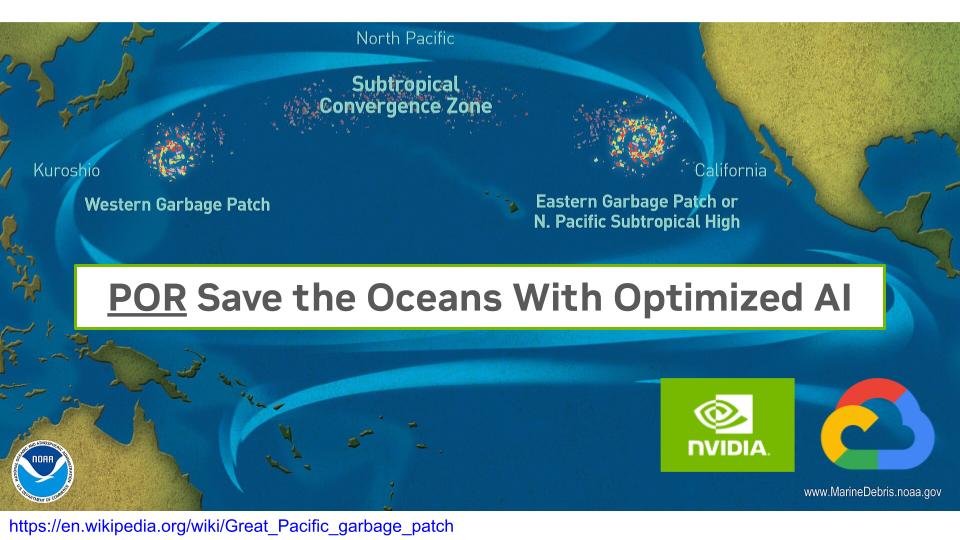 North Pacific
Subtropical
Convergence Zone
Kuroshio
California
Western Garbage Patch
Eastern Garbage Patch or
N. Pacific Subtropical High
POR Save the Oceans With Optimized AI
NVIDIA.
NOAA
www.MarineDebris.noaa.gov
https://en.wikipedia.org/wiki/Great_Pacific_garbage_patch